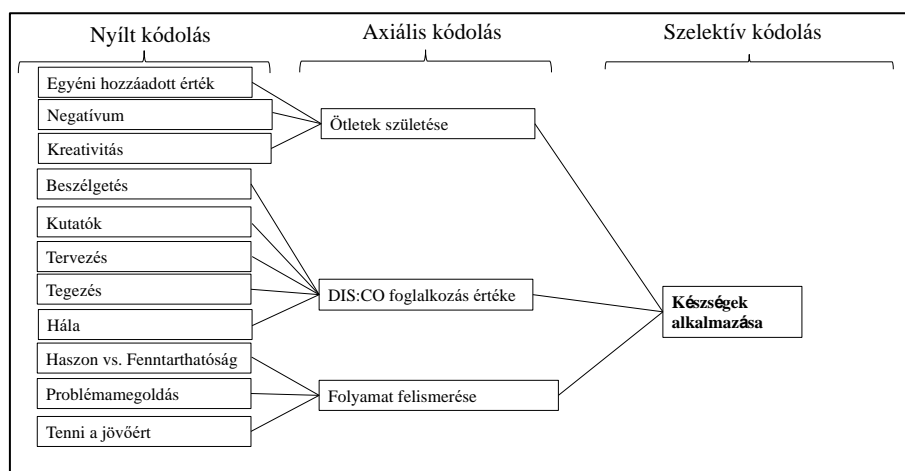 Nyílt kódolás
Axiális kódolás
Szelektív kódolás
Egyéni hozzáadott érték
Negatívum
Kreativitás
Beszélgetés
Kutatók
Tervezés
Tegezés
Hála
Haszon vs. Fenntarthatóság
Problémamegoldás
Tenni a jövőért
Ötletek születése
DIS:CO foglalkozás értéke
Folyamat felismerése
Készségek
alkalmazása